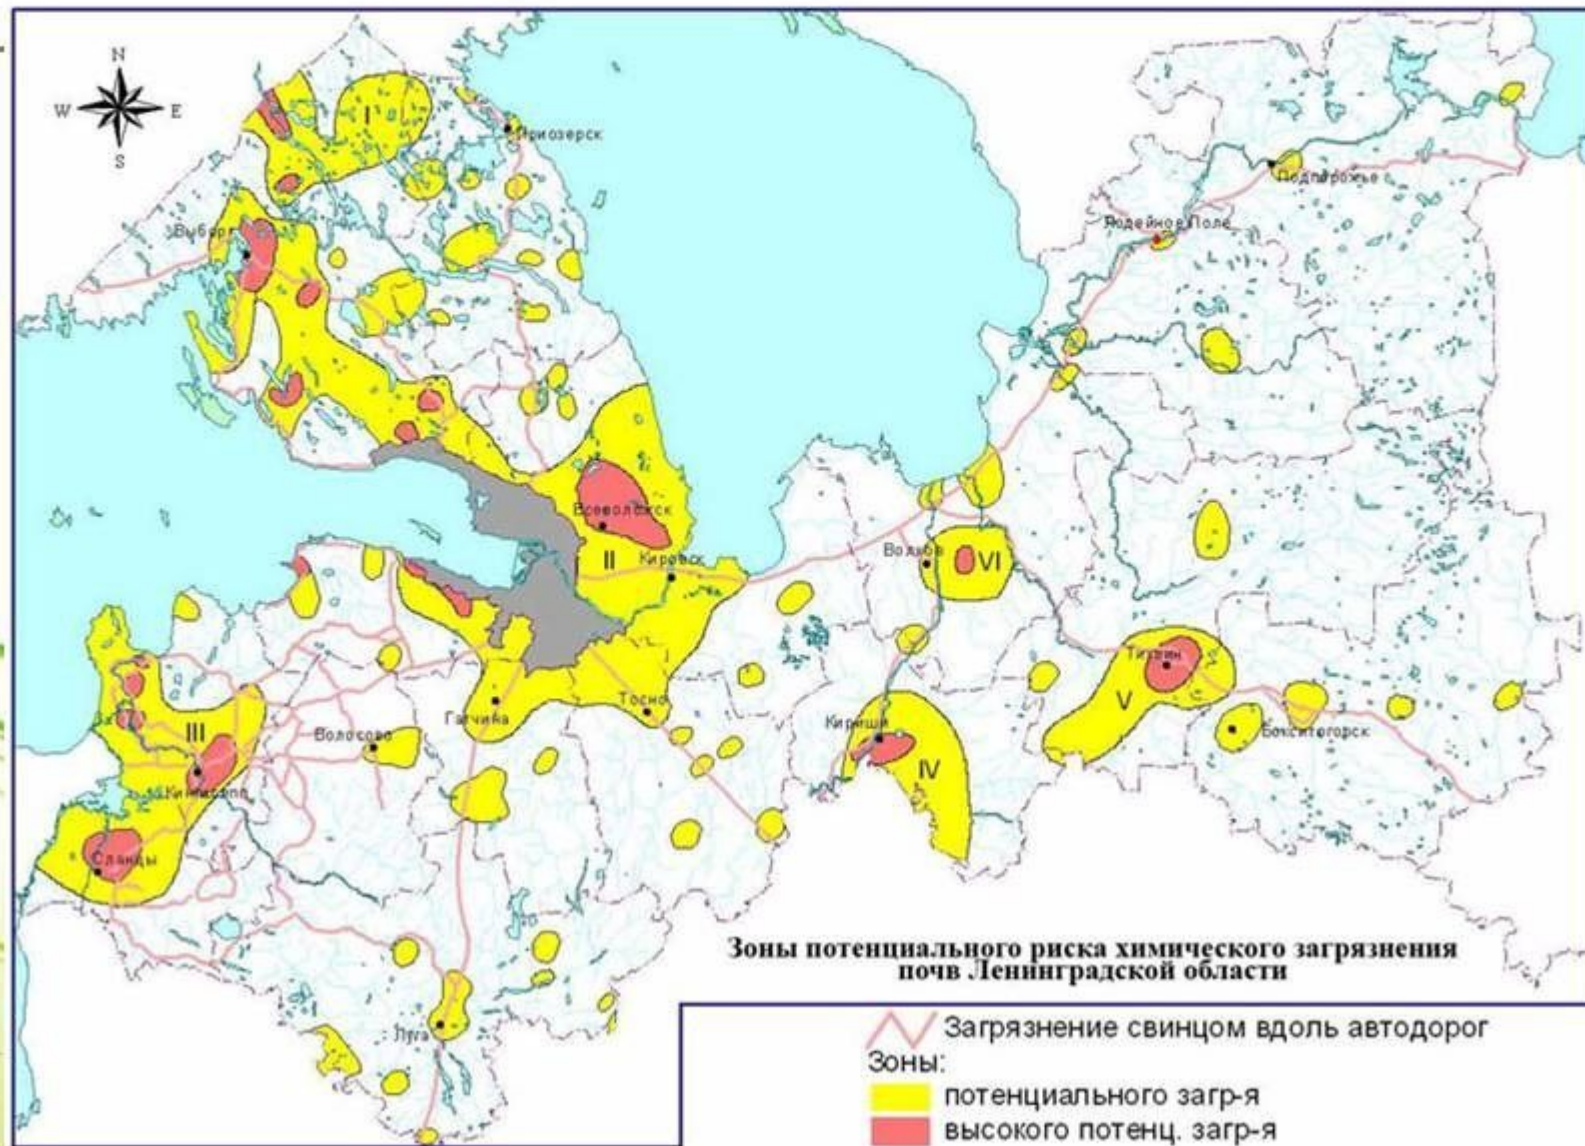 N
W E
S
I
Приозерск
Подпорожье
Лодейное Поле
Выборг
Всеволожск
II
Кировск
Волхов
VI
Тихвин
V
Тосно
Гатчина
III
Волосово
Кириши
Бокситогорск
IV
Кингисепп
Сланцы
Луга
Зоны потенциального риска химического загрязнения
почв Ленинградской области
Загрязнение свинцом вдоль автодорог
Зоны:
потенциального загр-я
высокого потенц. загр-я